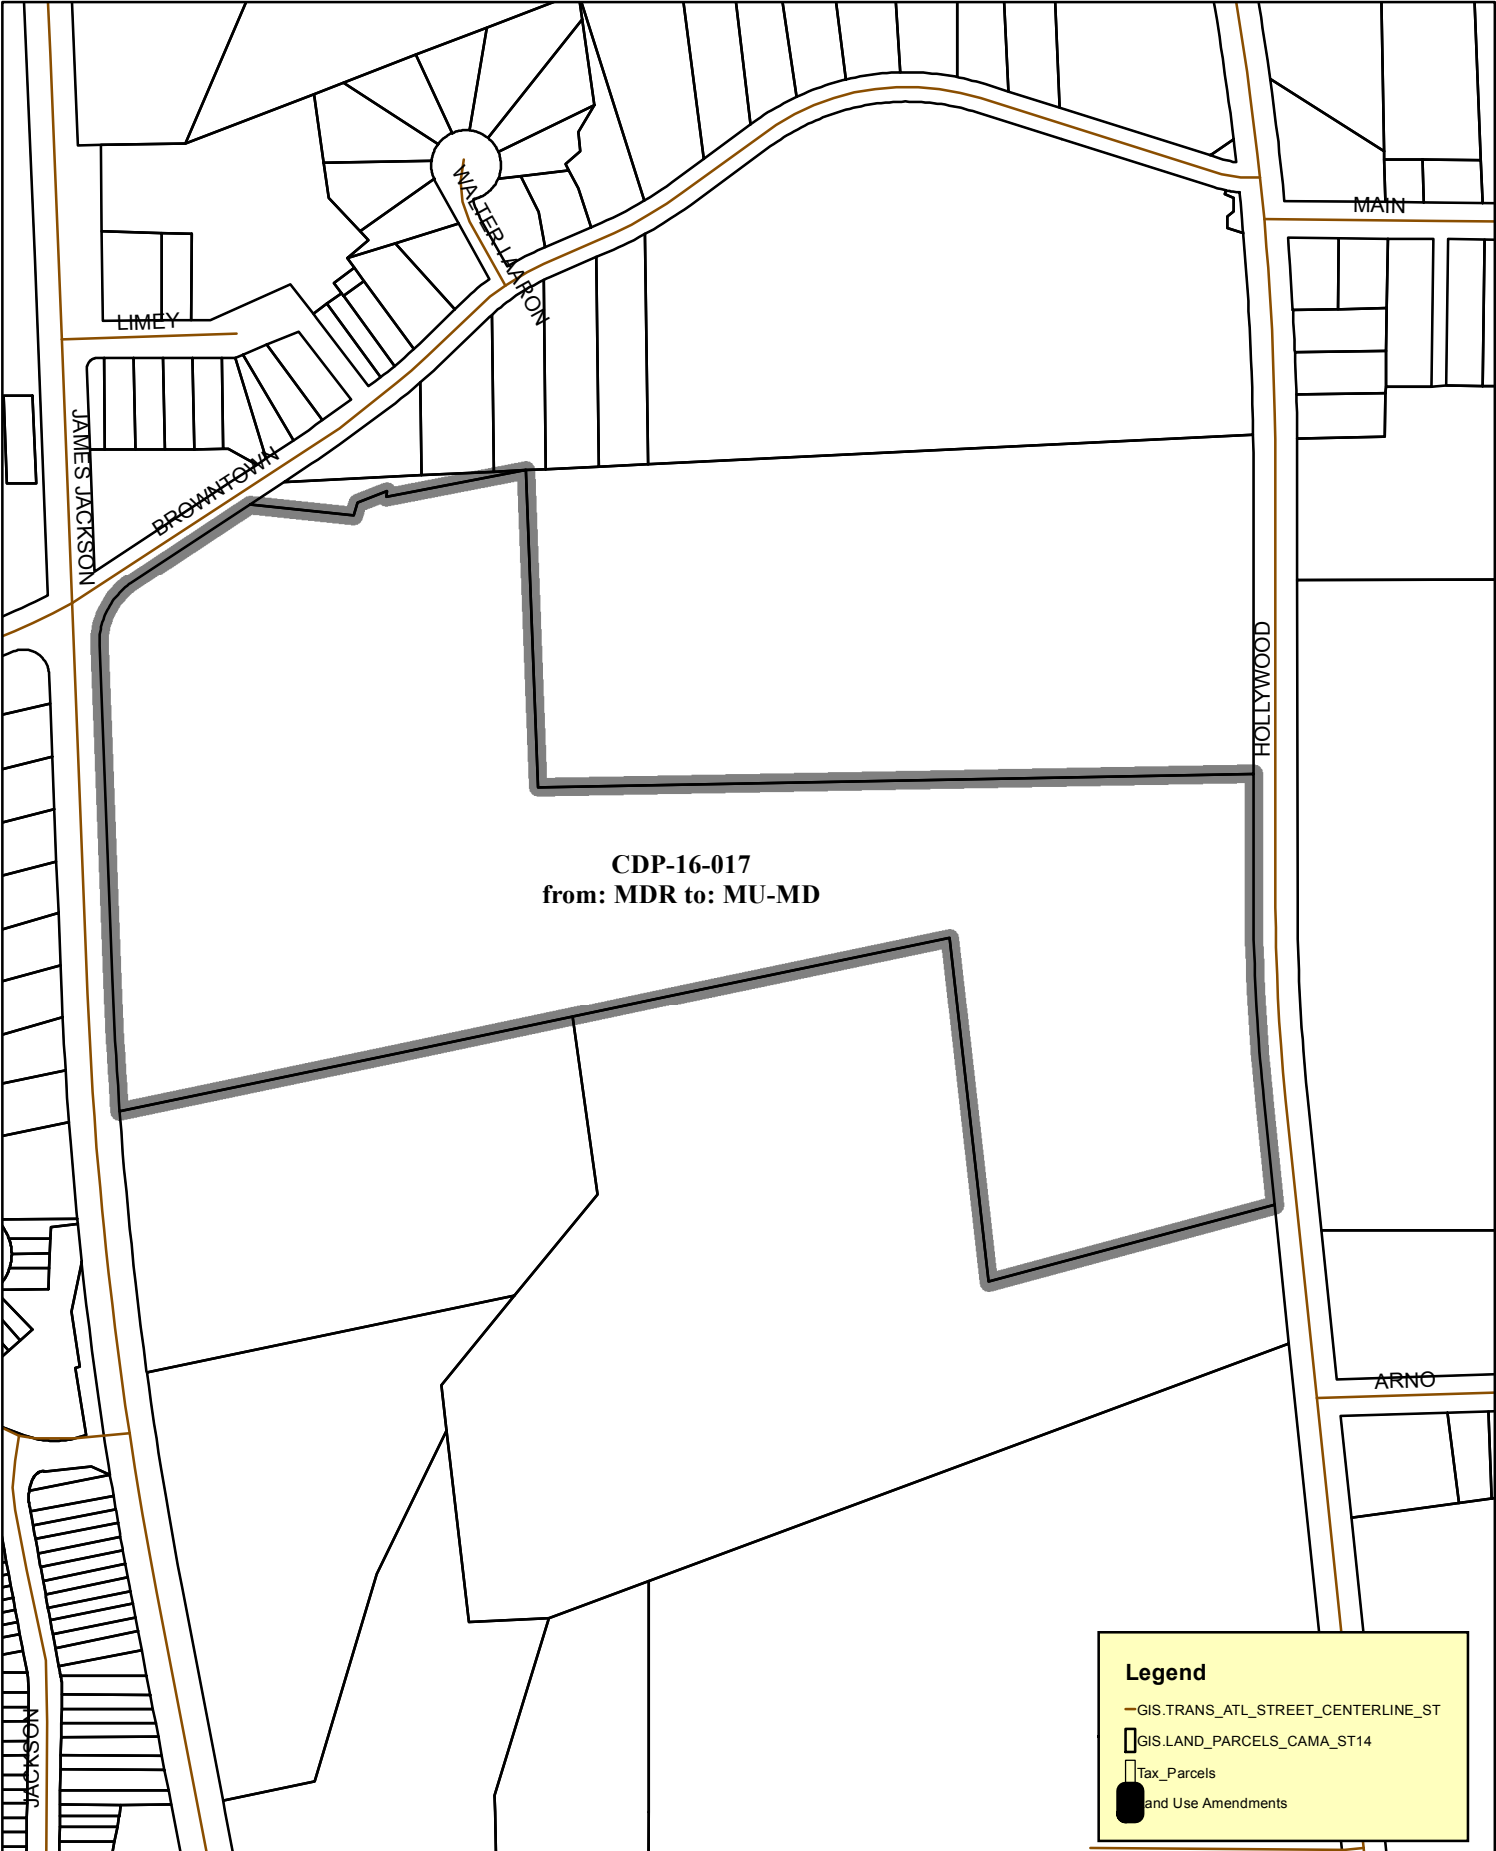 WALTER L ARON
MAIN
LIMEY
JAMES JACKSON
BROWNTOWN
HOLLYWOOD
CDP-16-017
from: MDR to: MU-MD
ARNO
JACKSON
Legend
GIS.TRANS_ATL_STREET_CENTERLINE_ST
GIS.LAND_PARCELS_CAMA_ST14
Tax_Parcels
and Use Amendments